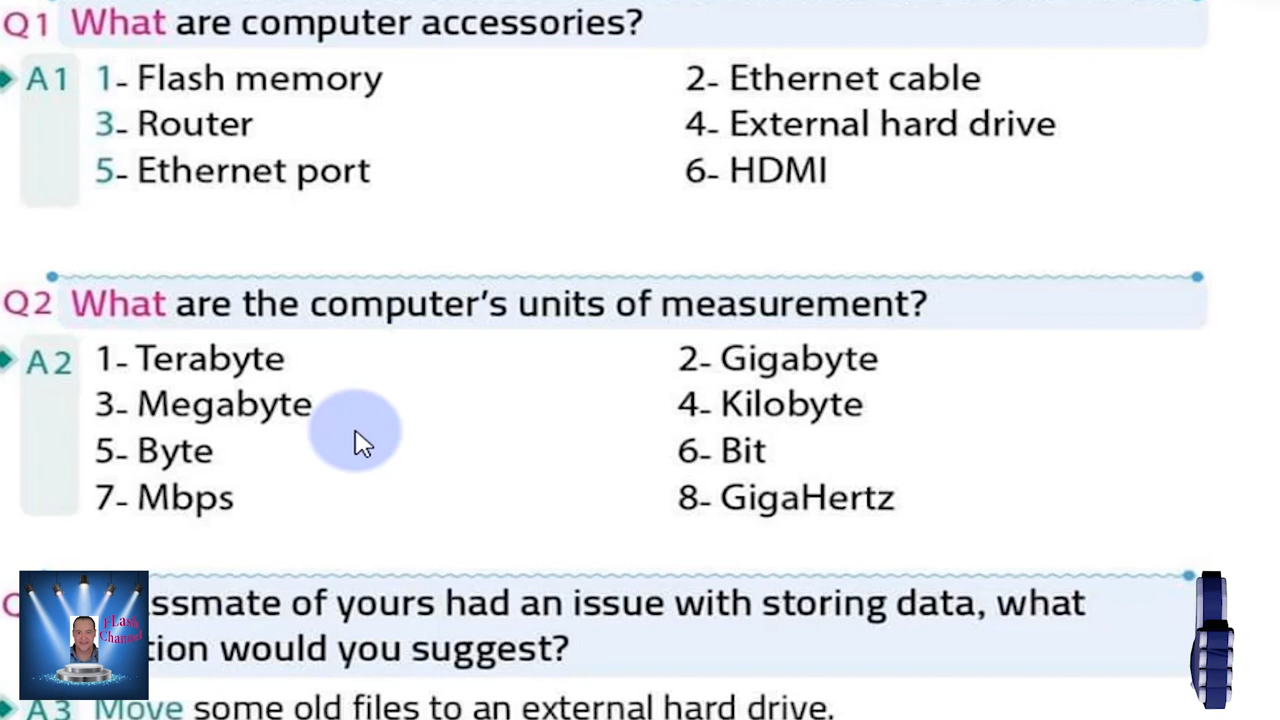 Q1 What are computer accessories?
A1 1- Flash memory 2- Ethernet cable
3- Router 4- External hard drive
5- Ethernet port 6- HDMI
Q2 What are the computer's units of measurement?
A2 1- Terabyte 2- Gigabyte
3- Megabyte 4- Kilobyte
5- Byte 6- Bit
7- Mbps 8- GigaHertz
ssmate of yours had an issue with storing data, what
tion would you suggest?
FLash
Channel
A3 Move some old files to an external hard drive.